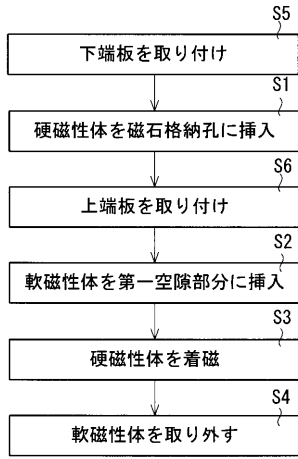 S5
下端板を取り付け
S1
硬磁性体を磁石格納孔に挿入
S6
上端板を取り付け
S2
軟磁性体を第一空隙部分に挿入
S3
硬磁性体を着磁
S4
軟磁性体を取り外す